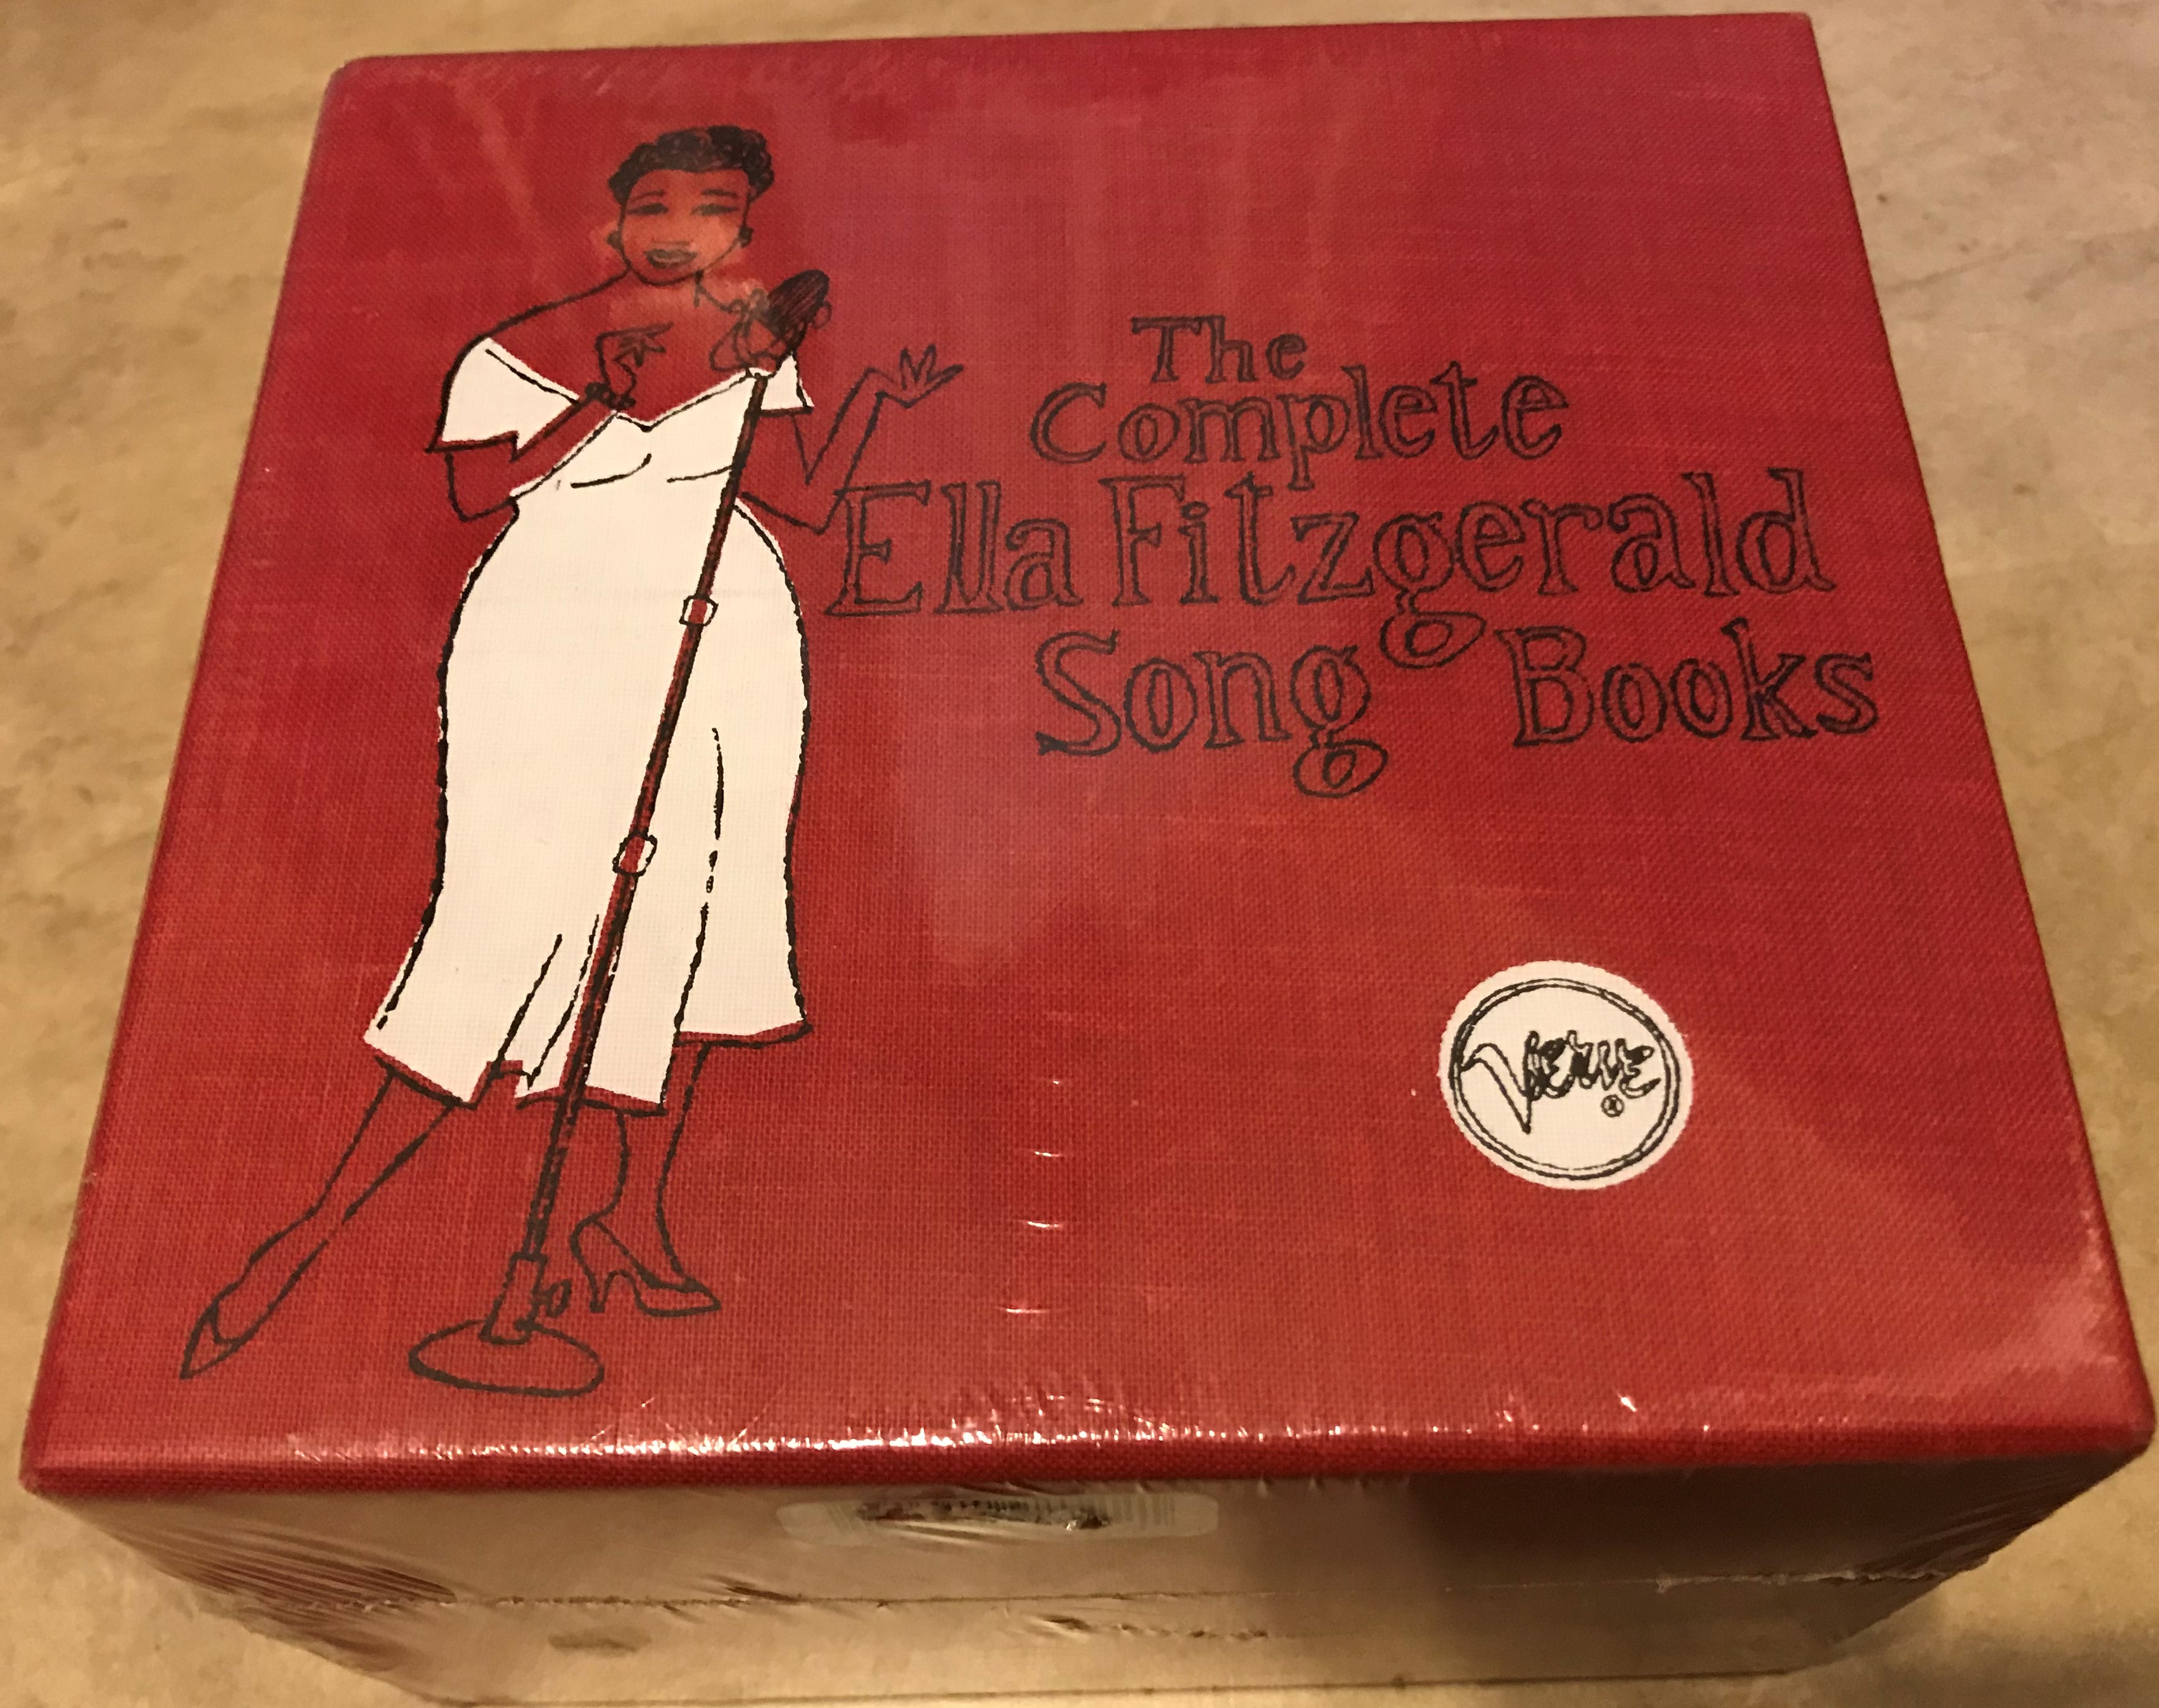 The
Complete
Ella Fitzgerald
Song Books
VERVE
®